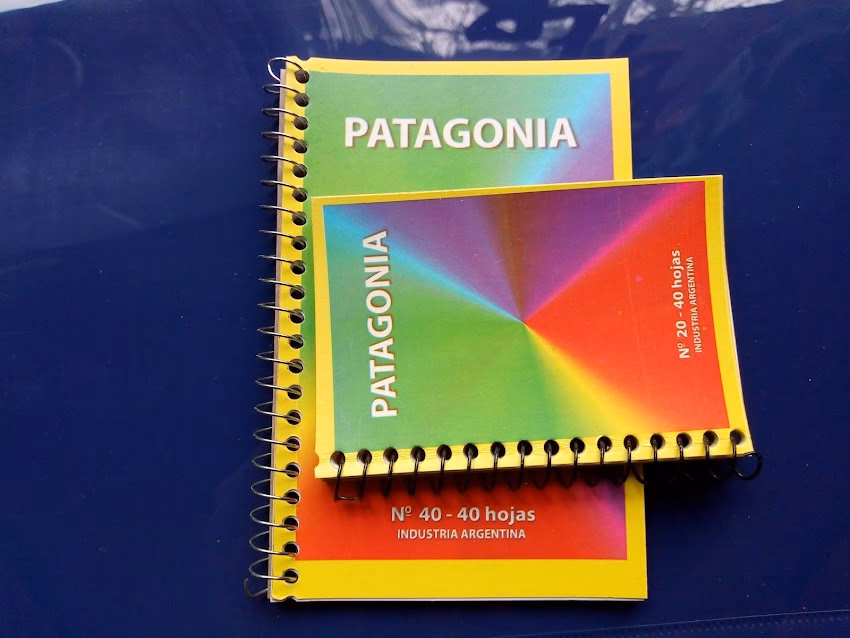 PATAGONIA
Nº 40 - 40 hojas
INDUSTRIA ARGENTINA
PATAGONIA
Nº 20 - 40 hojas
INDUSTRIA ARGENTINA